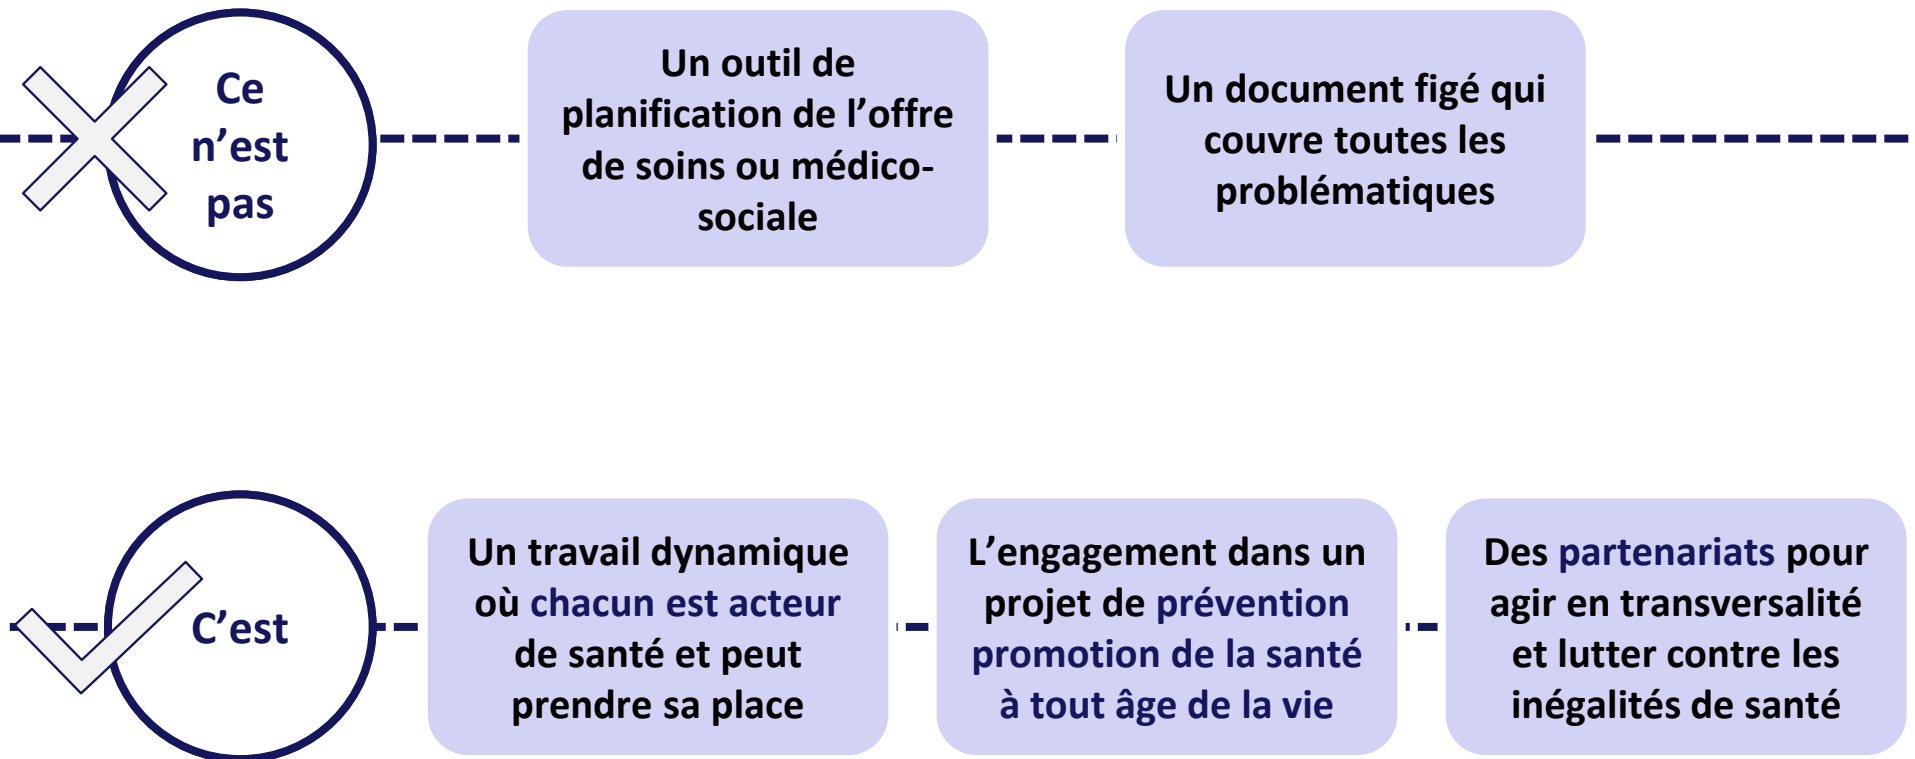 Ce
n’est
pas
Un outil de
planification de l’offre
de soins ou médico-
sociale
Un document figé qui
couvre toutes les
problématiques
C’est
Un travail dynamique
où chacun est acteur
de santé et peut
prendre sa place
L’engagement dans un
projet de prévention
promotion de la santé
à tout âge de la vie
Des partenariats pour
agir en transversalité
et lutter contre les
inégalités de santé